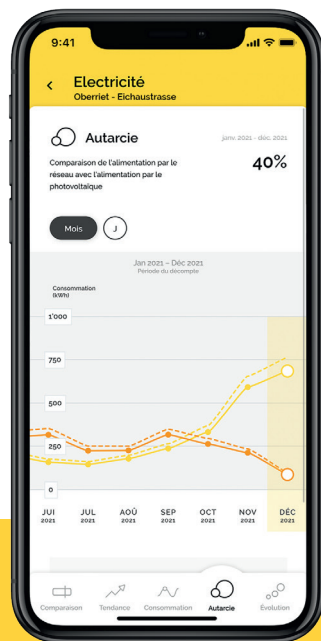 9:41
Electricité
Oberriet - Eichaustrasse
Autarcie
janv. 2021 - déc. 2021
Comparaison de l'alimentation par le
réseau avec l'alimentation par le
photovoltaïque
40%
Mois
J
Jan 2021 – Déc 2021
Période du décompte
Consommation
(kWh)
1'000
750
500
250
0
JUI JUL AOÛ SEP OCT NOV DÉC
2021 2021 2021 2021 2021 2021 2021
Comparaison Tendance Consommation Autarcie Évolution